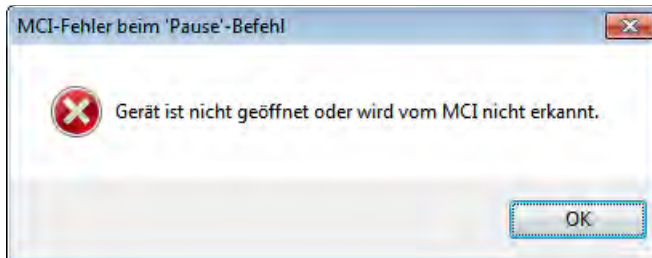 MCI-Fehler beim 'Pause'-Befehl
Gerät ist nicht geöffnet oder wird vom MCI nicht erkannt.
OK